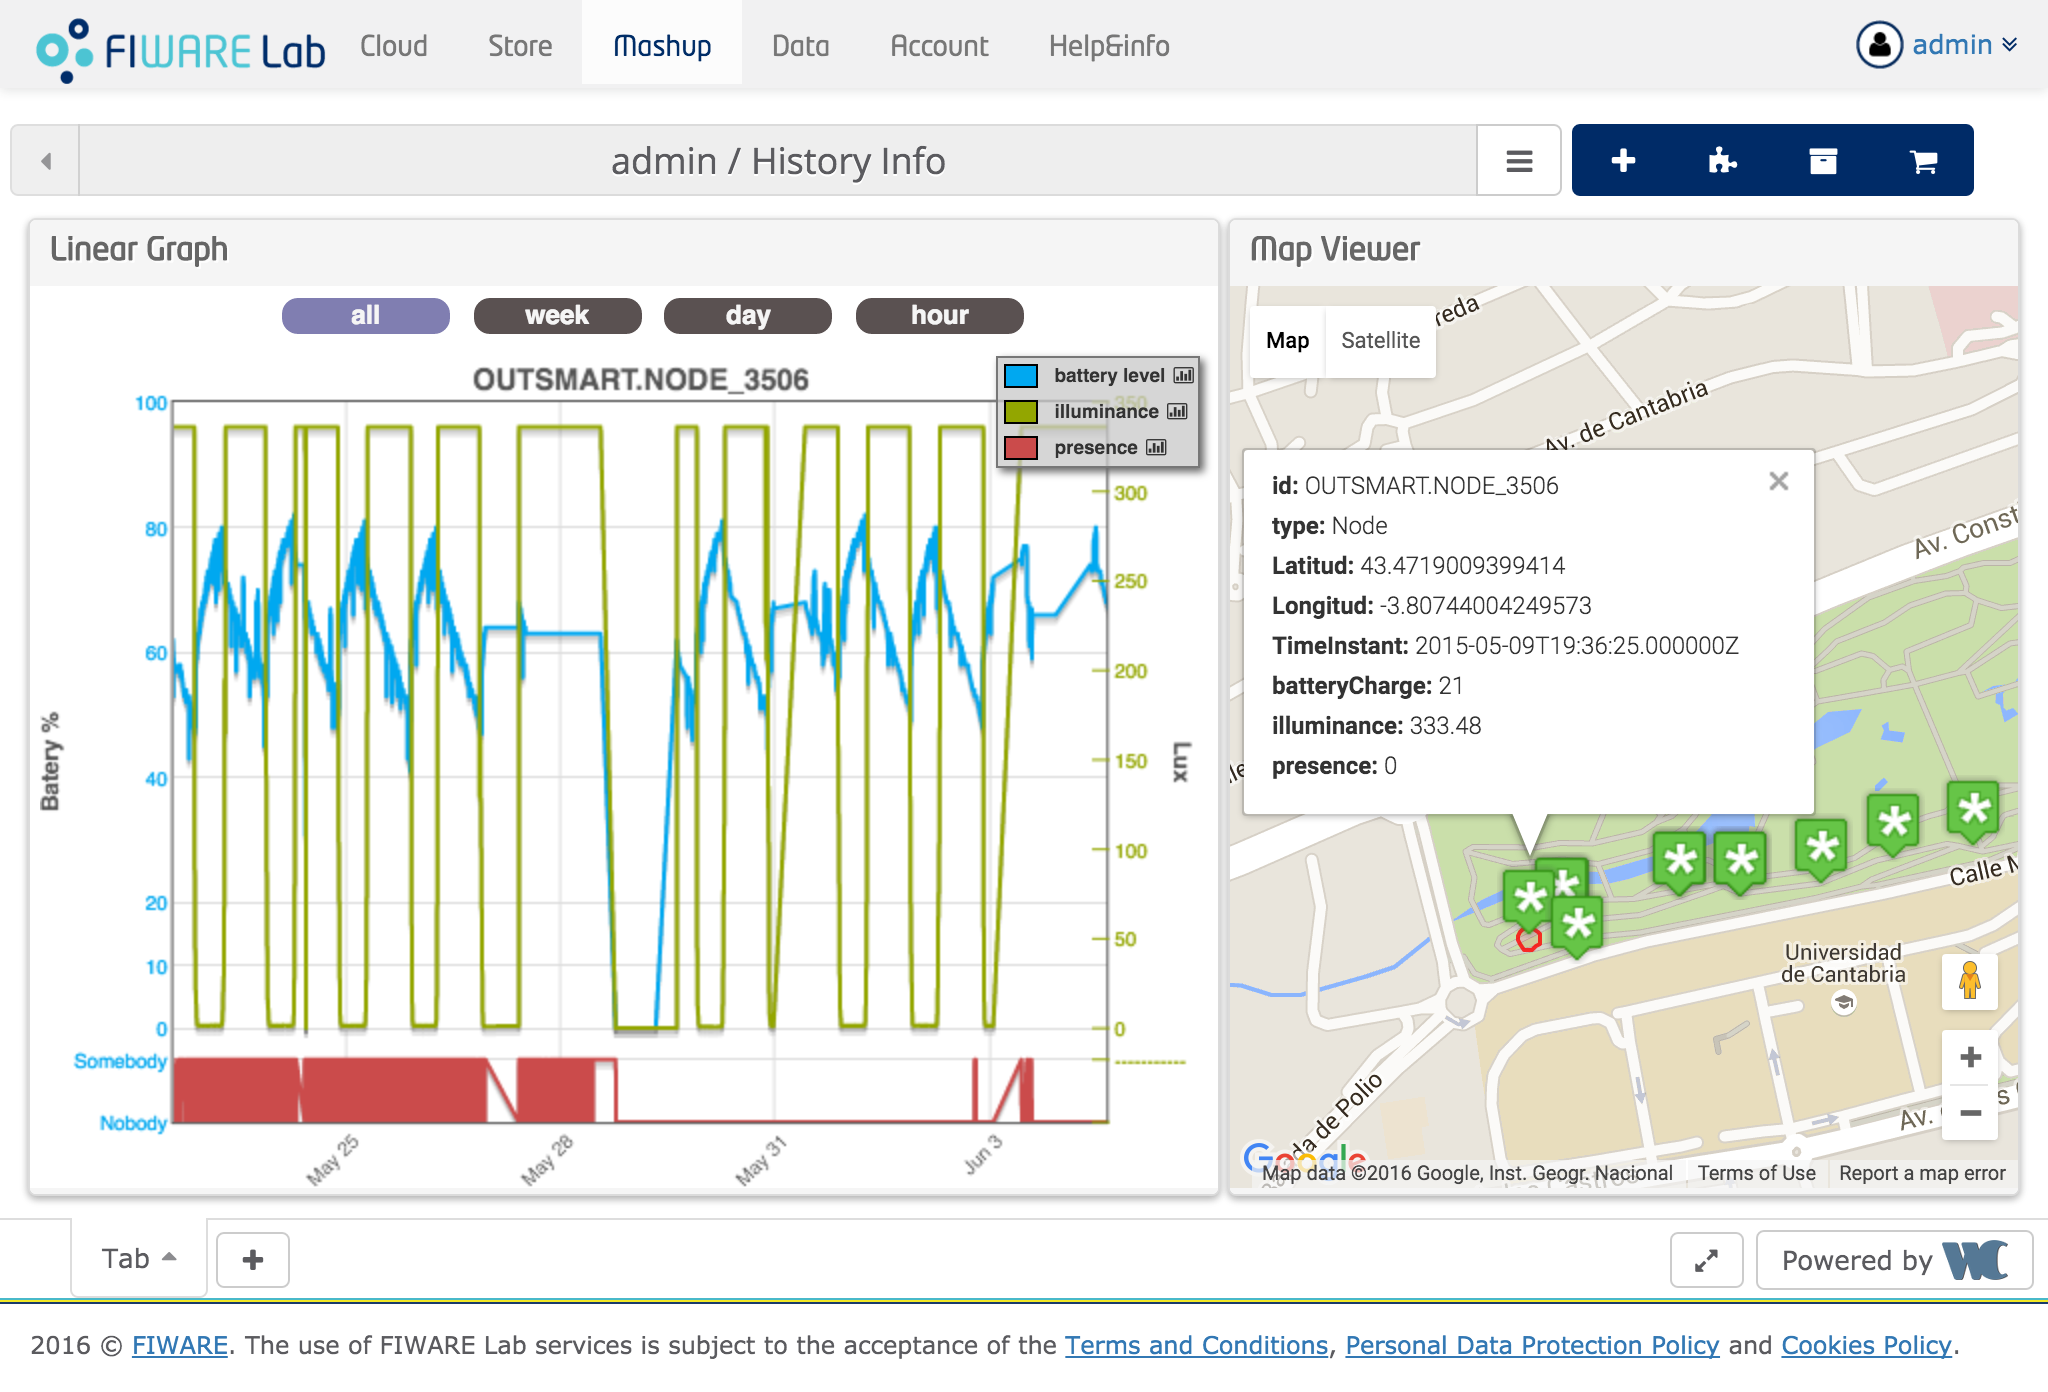 FIWARE Lab
Cloud
Store
Mashup
Data
Account
Help&info
admin
admin / History Info
Linear Graph
all
week
day
hour
OUTSMART.NODE_3506
battery level
illuminance
presence
100
80
60
40
20
10
0
Batery %
350
300
250
200
150
100
50
0
Lux
Somebody
Nobody
May 25
May 28
May 31
Jun 3
Map Viewer
Map
Satellite
reda
Av. de Cantabria
Av. Const
id: OUTSMART.NODE_3506
type: Node
Latitud: 43.4719009399414
Longitud: -3.80744004249573
TimeInstant: 2015-05-09T19:36:25.000000Z
batteryCharge: 21
illuminance: 333.48
presence: 0
Calle M
Universidad
de Cantabria
da de Polio
Av.
Google
Map data ©2016 Google, Inst. Geogr. Nacional
Terms of Use
Report a map error
Tab
Powered by WC
2016 © FIWARE. The use of FIWARE Lab services is subject to the acceptance of the Terms and Conditions, Personal Data Protection Policy and Cookies Policy.